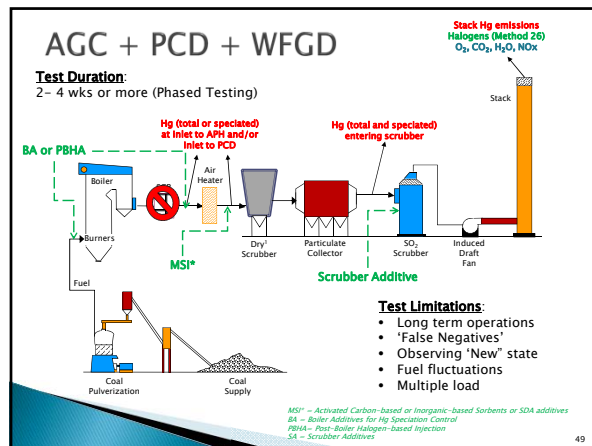 AGC + PCD + WFGD
Stack Hg emissions
Halogens (Method 26)
O₂, CO₂, H₂O, NOx
Test Duration:
2– 4 wks or more (Phased Testing)
Stack
Hg (total or speciated)
at inlet to APH and/or
inlet to PCD
Hg (total and speciated)
entering scrubber
BA or PBHA
Boiler
Air
Heater
Burners
MSI*
Dry¹
Scrubber
Particulate
Collector
SO₂
Scrubber
Induced
Draft
Fan
Fuel
Scrubber Additive
Coal
Pulverization
Coal
Supply
Test Limitations:
• Long term operations
• ‘False Negatives’
• Observing ‘New” state
• Fuel fluctuations
• Multiple load
MSI* – Activated Carbon-based or Inorganic-based Sorbents or SDA additives
BA – Boiler Additives for Hg Speciation Control
PBHA– Post-Boiler Halogen-based Injection
SA – Scrubber Additives
49